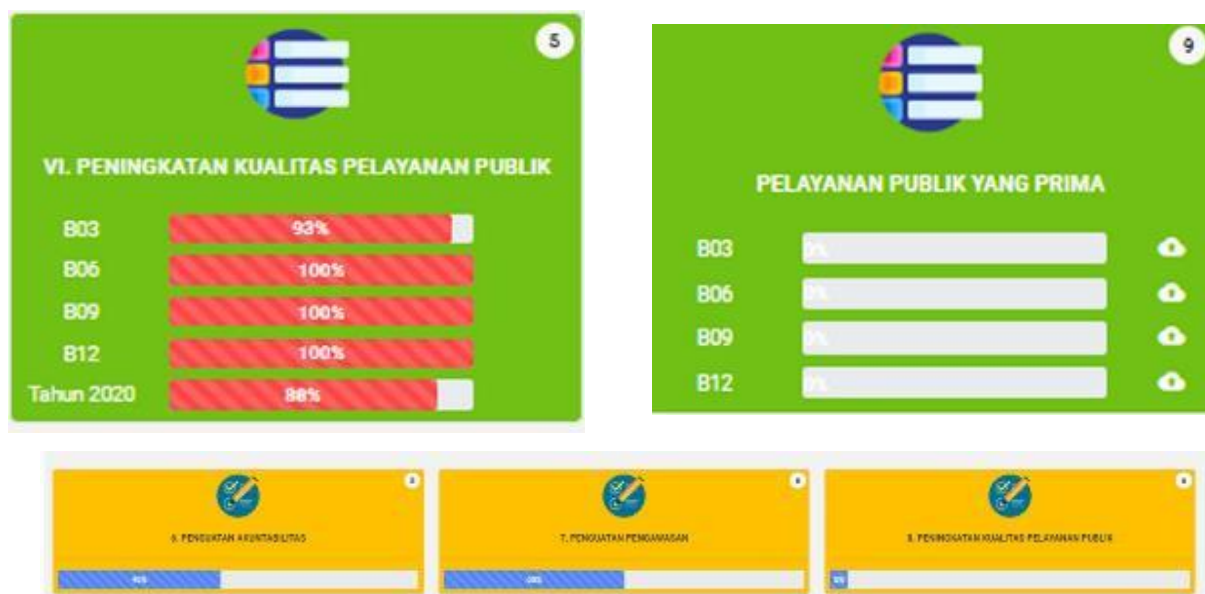 5
VI. PENINGKATAN KUALITAS PELAYANAN PUBLIK
B03 93%
B06 100%
B09 100%
B12 100%
Tahun 2020 88%
9
PELAYANAN PUBLIK YANG PRIMA
B03 0%
B06 0%
B09 0%
B12 0%
6. PENGUATAN AKUNTABILITAS
7. PENGUATAN PENGAWASAN
8. PENINGKATAN KUALITAS PELAYANAN PUBLIK